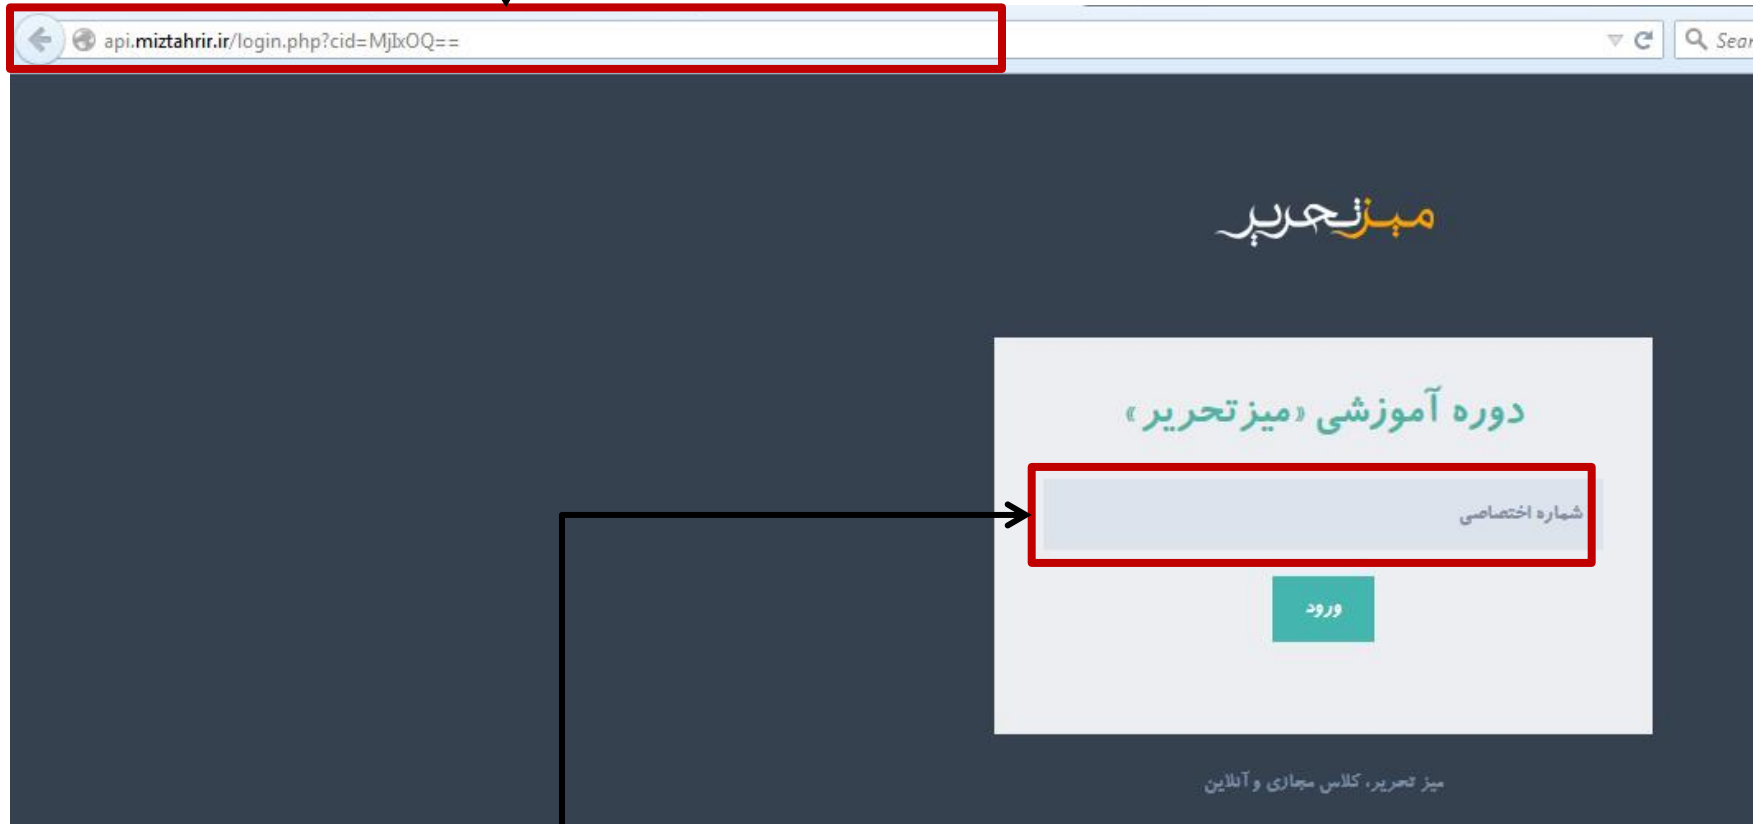 api.miztahrir.ir/login.php?cid=MjIxOQ==
Sear
میزتحریر
دوره آموزشی «میز تحریر»
شماره اختصاصی
ورود
میز تحریر، کلاس مجازی و آنلاین